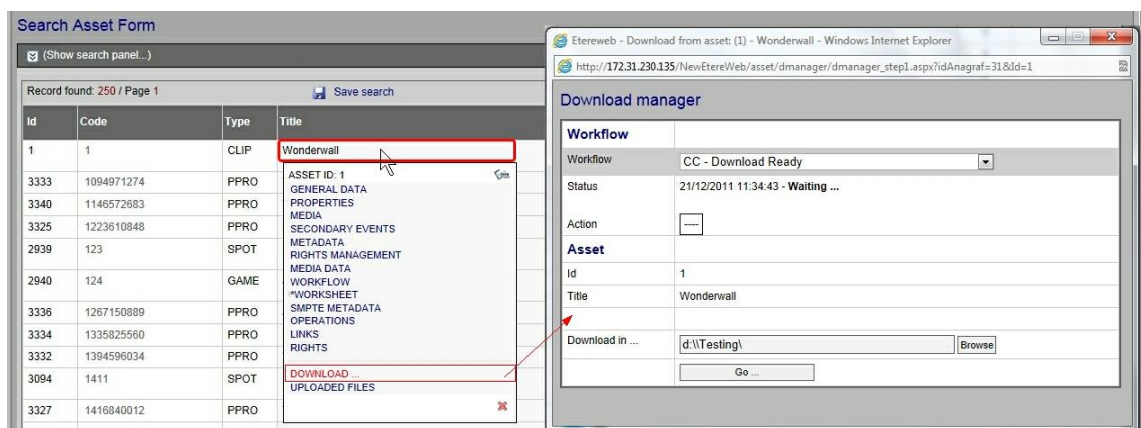 Search Asset Form
(Show search panel...)
Record found: 250 / Page 1 Save search
Id Code Type Title
1 1 CLIP Wonderwall
3333 1094971274 PPRO
3340 1146572683 PPRO
3325 1223610848 PPRO
2939 123 SPOT
2940 124 GAME
3336 1267150889 PPRO
3334 1335825560 PPRO
3332 1394596034 PPRO
3094 1411 SPOT
3327 1416840012 PPRO
ASSET ID: 1
GENERAL DATA
PROPERTIES
MEDIA
SECONDARY EVENTS
METADATA
RIGHTS MANAGEMENT
MEDIA DATA
WORKFLOW
*WORKSHEET
SMPTE METADATA
OPERATIONS
LINKS
RIGHTS
DOWNLOAD ...
UPLOADED FILES
Etereweb - Download from asset: (1) - Wonderwall - Windows Internet Explorer
http://172.31.230.135/NewEtereWeb/asset/dmanager/dmanager_step1.aspx?idAnagraf=31&Id=1
Download manager
Workflow
Workflow CC - Download Ready
Status 21/12/2011 11:34:43 - Waiting ...
Action ----
Asset
Id 1
Title Wonderwall
Download in ... d:\\Testing\ Browse
Go ...